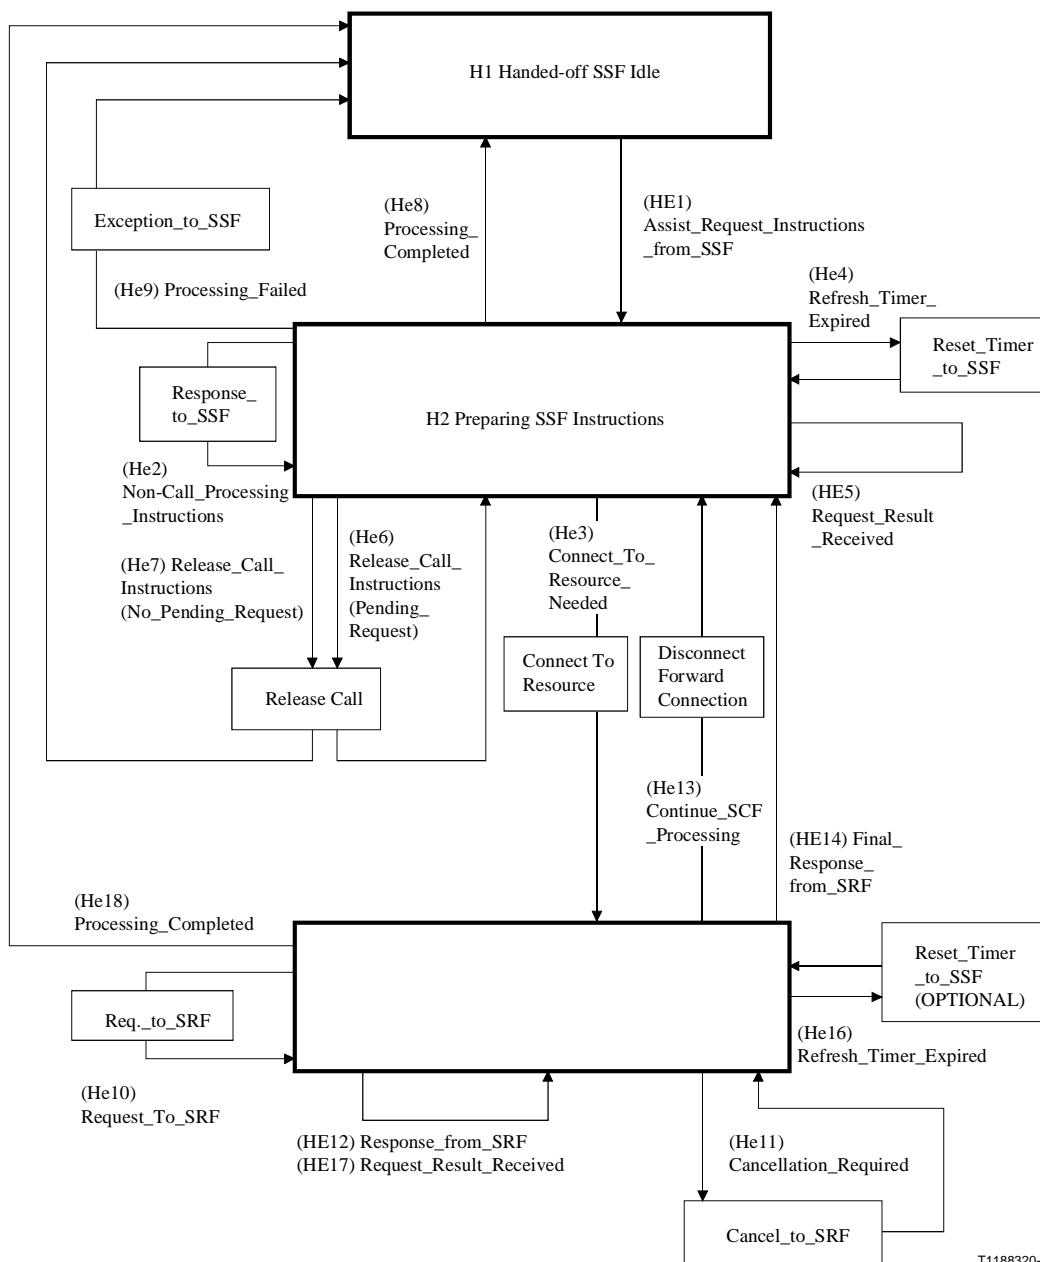 H1 Handed-off SSF Idle
Exception_to_SSF
(He8)
Processing_
Completed
(HE1)
Assist_Request_Instructions
_from_SSF
(He9) Processing_Failed
(He4)
Refresh_Timer_
Expired
Reset_Timer
_to_SSF
Response_
to_SSF
H2 Preparing SSF Instructions
(He2)
Non-Call_Processing
_Instructions
(HE5)
Request_Result
_Received
(He7) Release_Call_
Instructions
(No_Pending_Request)
(He6)
Release_Call_
Instructions
(Pending_
Request)
(He3)
Connect_To_
Resource_
Needed
Release Call
Connect To
Resource
Disconnect
Forward
Connection
(He13)
Continue_SCF
_Processing
(HE14) Final_
Response_
from_SRF
(He18)
Processing_Completed
Reset_Timer
_to_SSF
(OPTIONAL)
Req._to_SRF
(He16)
Refresh_Timer_Expired
(He10)
Request_To_SRF
(HE12) Response_from_SRF
(HE17) Request_Result_Received
(He11)
Cancellation_Required
Cancel_to_SRF
T1188320-